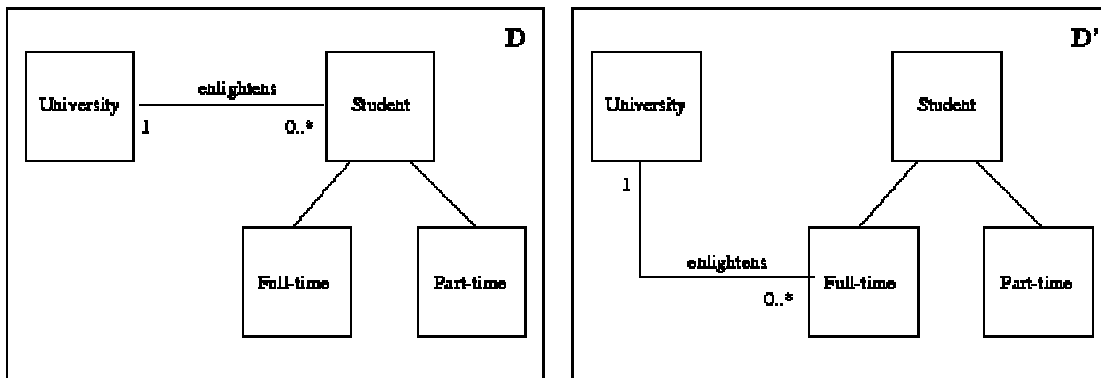 D
enlightens
University
Student
1
0..*
Full-time
Part-time
D'
University
Student
1
enlightens
0..*
Full-time
Part-time